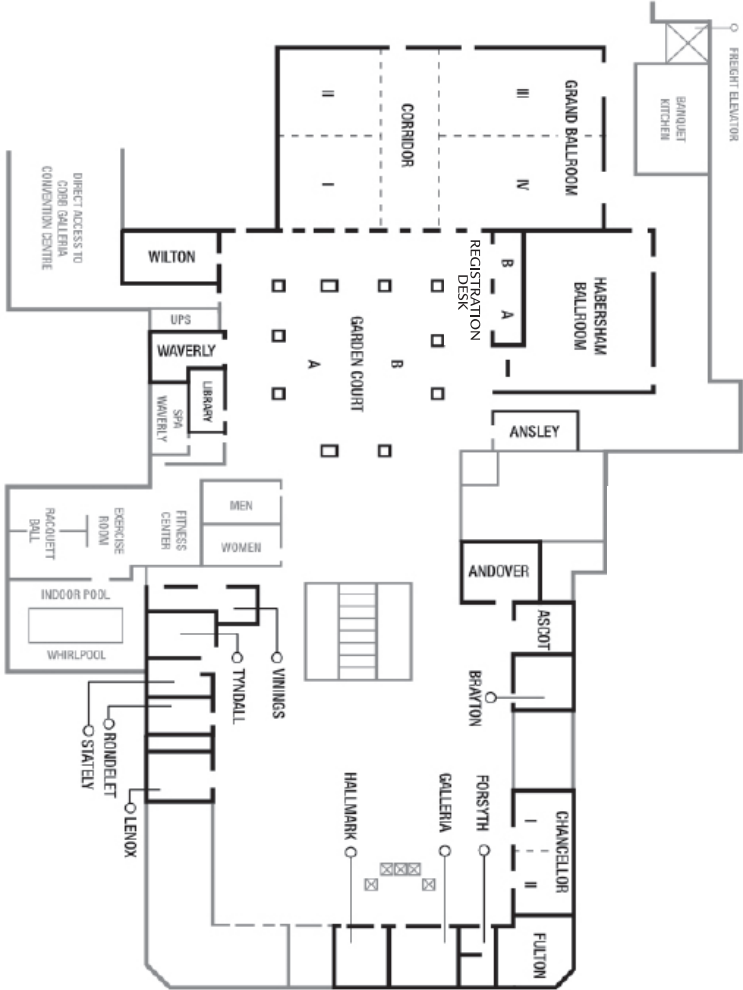 FREIGHT ELEVATOR
BANQUET
KITCHEN
GRAND BALLROOM
II
III
CORRIDOR
I
IV
DIRECT ACCESS TO
COBB GALLERIA
CONVENTION CENTRE
WILTON
REGISTRATION
DESK
B
A
HABERSHAM
BALLROOM
UPS
WAVERLY
LIBRARY
SPA
WAVERLY
GARDEN COURT
A
B
ANSLEY
MEN
WOMEN
FITNESS
CENTER
EXERCISE
ROOM
RACQUETT
BALL
INDOOR POOL
WHIRLPOOL
ANDOVER
ASCOT
BRAYTON
VININGS
TYNDALL
STATELY
RONDELET
LENOX
HALLMARK
GALLERIA
FORSYTH
CHANCELLOR
I
II
FULTON